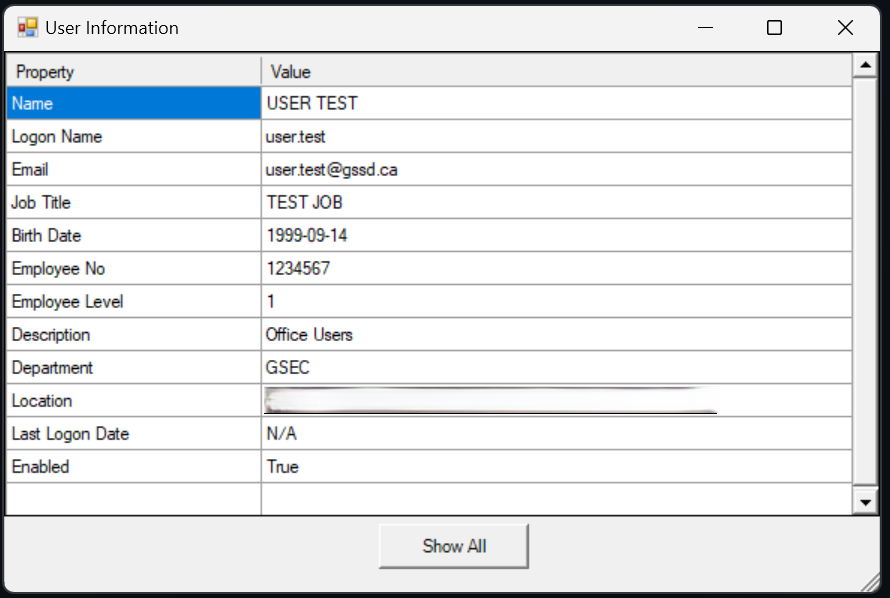 User Information
Property Value
Name USER TEST
Logon Name user.test
Email user.test@gssd.ca
Job Title TEST JOB
Birth Date 1999-09-14
Employee No 1234567
Employee Level 1
Description Office Users
Department GSEC
Location
Last Logon Date N/A
Enabled True
Show All